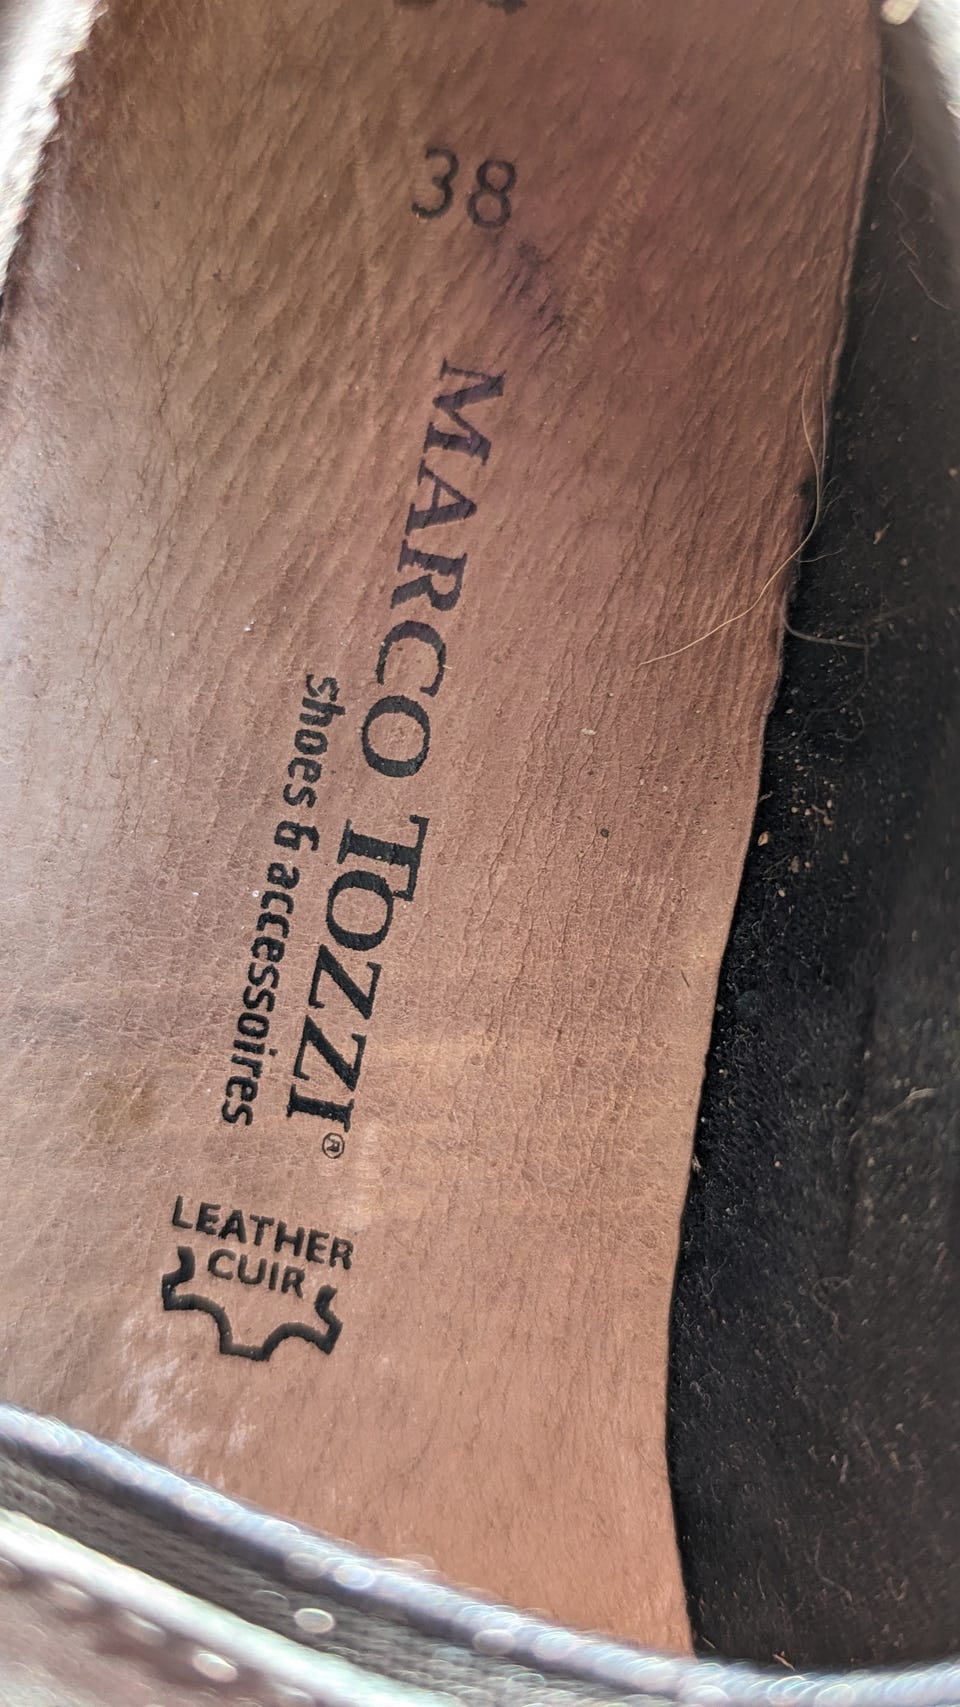 38
MARCO TOZZI®
shoes & accessoires
LEATHER
CUIR